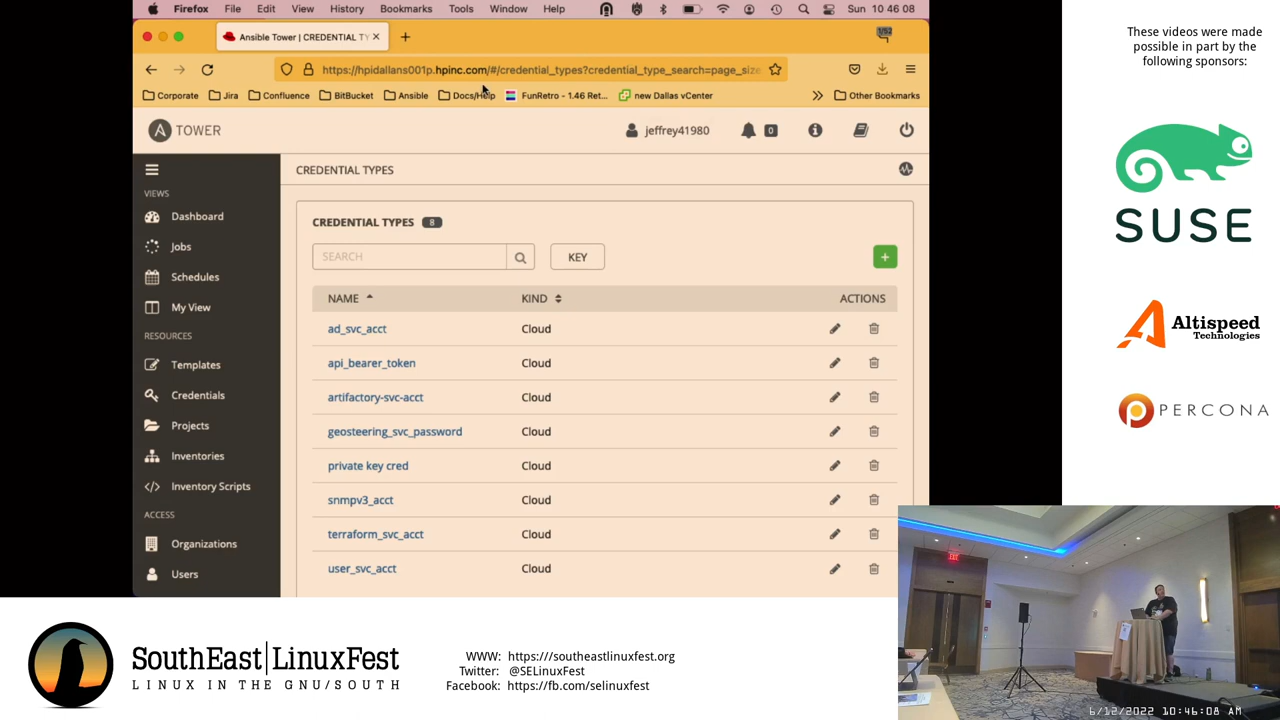 Firefox File Edit View History Bookmarks Tools Window Help Sun 10 46 08
Ansible Tower | CREDENTIAL TY
https://hpidallans001p.hpinc.com/#/credential_types?credential_type_search=page_size
Corporate Jira Confluence BitBucket Ansible Docs/Help FunRetro - 1.46 Ret... new Dallas vCenter Other Bookmarks
A TOWER
jeffrey41980 0
VIEWS
Dashboard
Jobs
Schedules
My View
RESOURCES
Templates
Credentials
Projects
Inventories
Inventory Scripts
ACCESS
Organizations
Users
CREDENTIAL TYPES
CREDENTIAL TYPES 8
SEARCH KEY +
NAME KIND ACTIONS
ad_svc_acct Cloud
api_bearer_token Cloud
artifactory-svc-acct Cloud
geosteering_svc_password Cloud
private key cred Cloud
snmpv3_acct Cloud
terraform_svc_acct Cloud
user_svc_acct Cloud
These videos were made
possible in part by the
following sponsors:
SUSE
Altispeed
Technologies
PERCONA
EXIT
6/12/2022 10:46:08 AM
SouthEast LinuxFest
LINUX IN THE GNU/SOUTH
WWW: https:///southeastlinuxfest.org
Twitter: @SELinuxFest
Facebook: https://fb.com/selinuxfest